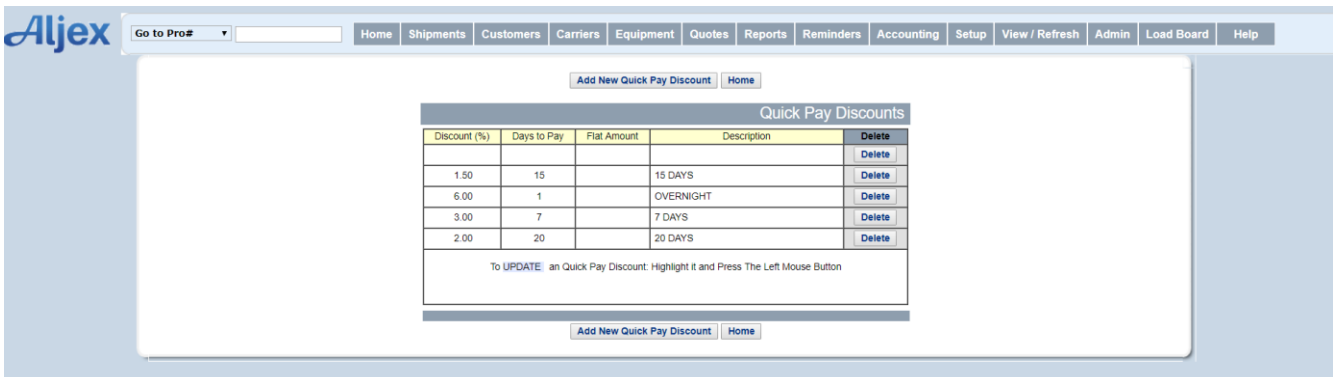 Aljex Go to Pro# Home Shipments Customers Carriers Equipment Quotes Reports Reminders Accounting Setup View / Refresh Admin Load Board Help
Add New Quick Pay Discount Home
Quick Pay Discounts
Discount (%) Days to Pay Flat Amount Description Delete
Delete
1.50 15 15 DAYS Delete
6.00 1 OVERNIGHT Delete
3.00 7 7 DAYS Delete
2.00 20 20 DAYS Delete
To UPDATE an Quick Pay Discount: Highlight it and Press The Left Mouse Button
Add New Quick Pay Discount Home